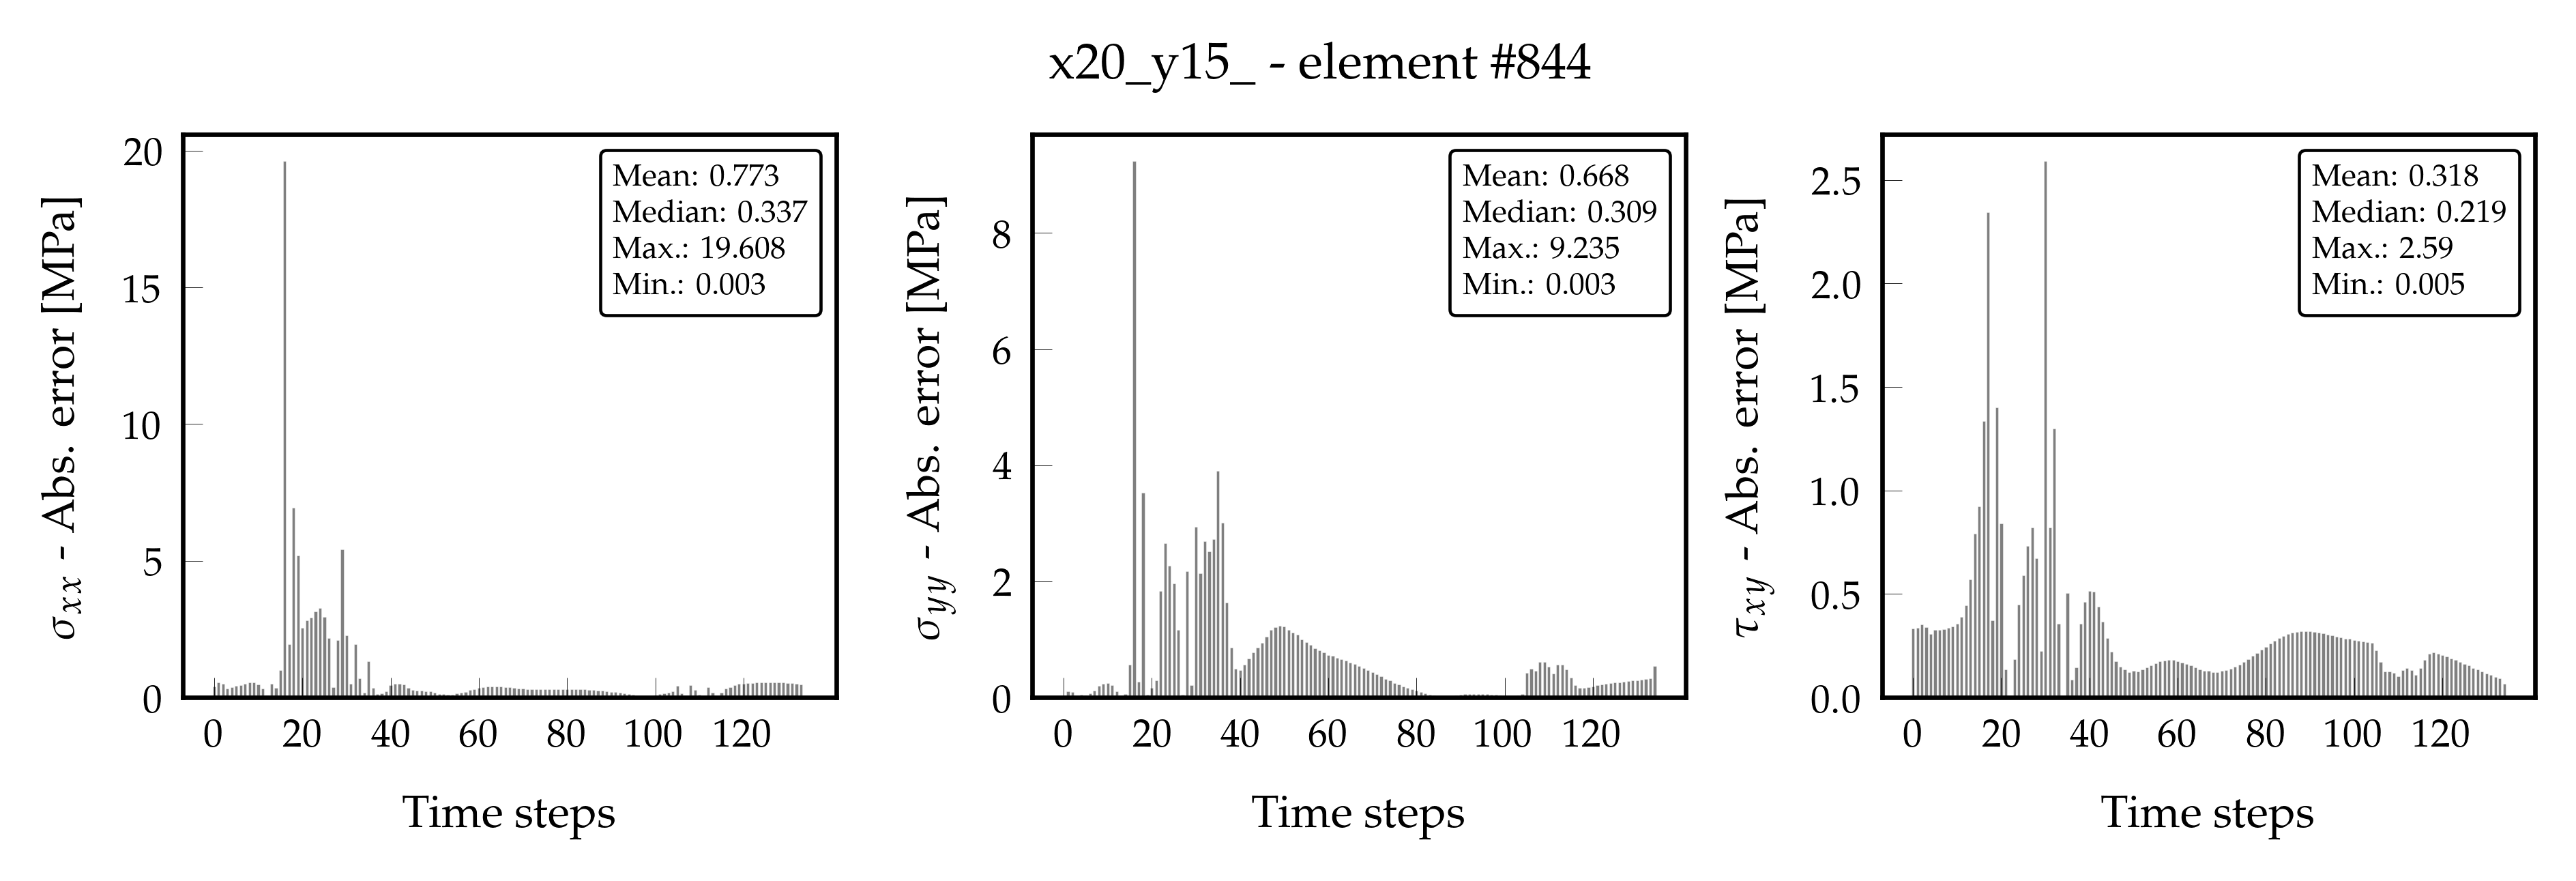 x20_y15_ - element #844
σxx - Abs. error [MPa]
20
15
10
5
0
Mean: 0.773
Median: 0.337
Max.: 19.608
Min.: 0.003
0 20 40 60 80 100 120
Time steps
σyy - Abs. error [MPa]
8
6
4
2
0
Mean: 0.668
Median: 0.309
Max.: 9.235
Min.: 0.003
0 20 40 60 80 100 120
Time steps
τxy - Abs. error [MPa]
2.5
2.0
1.5
1.0
0.5
0.0
Mean: 0.318
Median: 0.219
Max.: 2.59
Min.: 0.005
0 20 40 60 80 100 120
Time steps